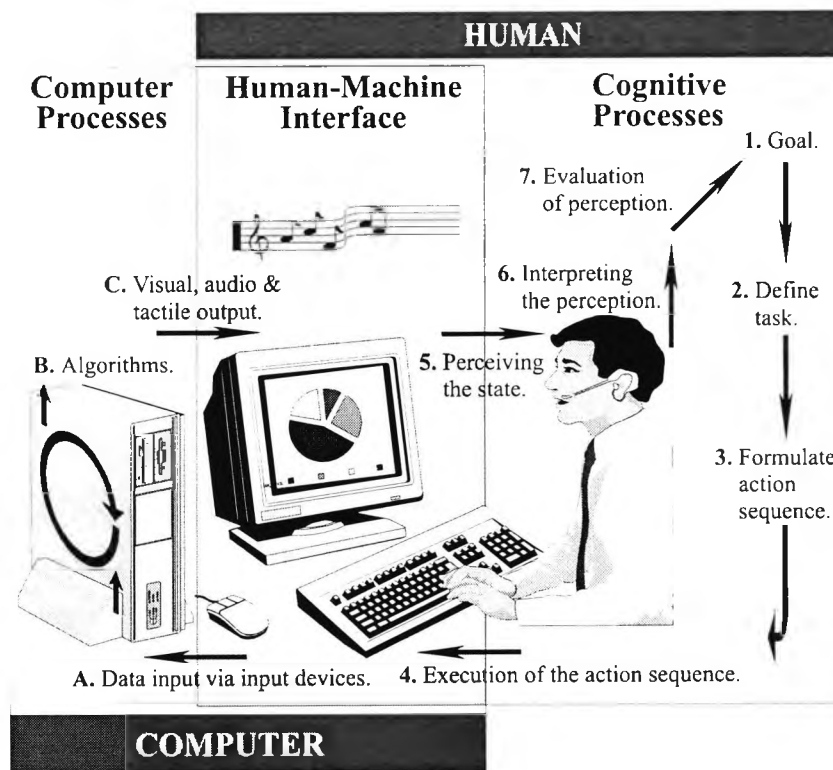 HUMAN
Computer
Processes
Human-Machine
Interface
Cognitive
Processes
1. Goal.
7. Evaluation
of perception.
C. Visual, audio &
tactile output.
6. Interpreting
the perception.
2. Define
task.
B. Algorithms.
5. Perceiving
the state.
3. Formulate
action
sequence.
A. Data input via input devices.
4. Execution of the action sequence.
COMPUTER